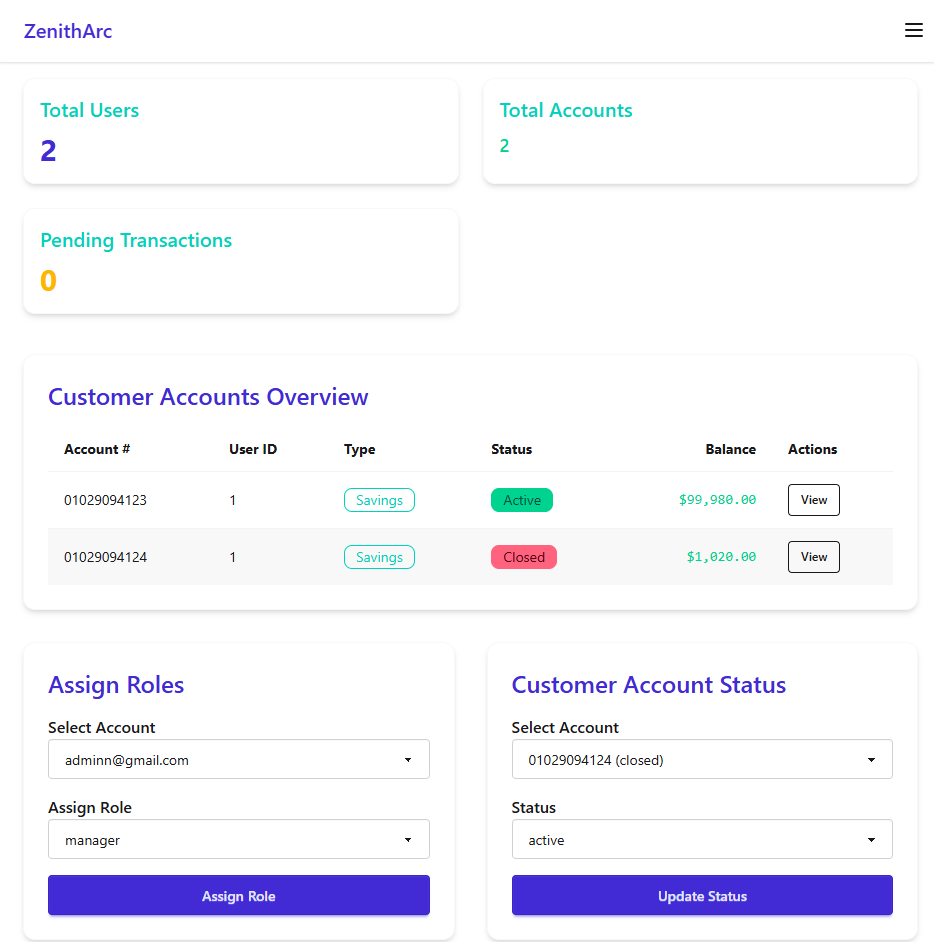 ZenithArc
Total Users
2
Total Accounts
2
Pending Transactions
0
Customer Accounts Overview
Account # User ID Type Status Balance Actions
01029094123 1 Savings Active $99,980.00 View
01029094124 1 Savings Closed $1,020.00 View
Assign Roles
Select Account
adminn@gmail.com
Assign Role
manager
Assign Role
Customer Account Status
Select Account
01029094124 (closed)
Status
active
Update Status